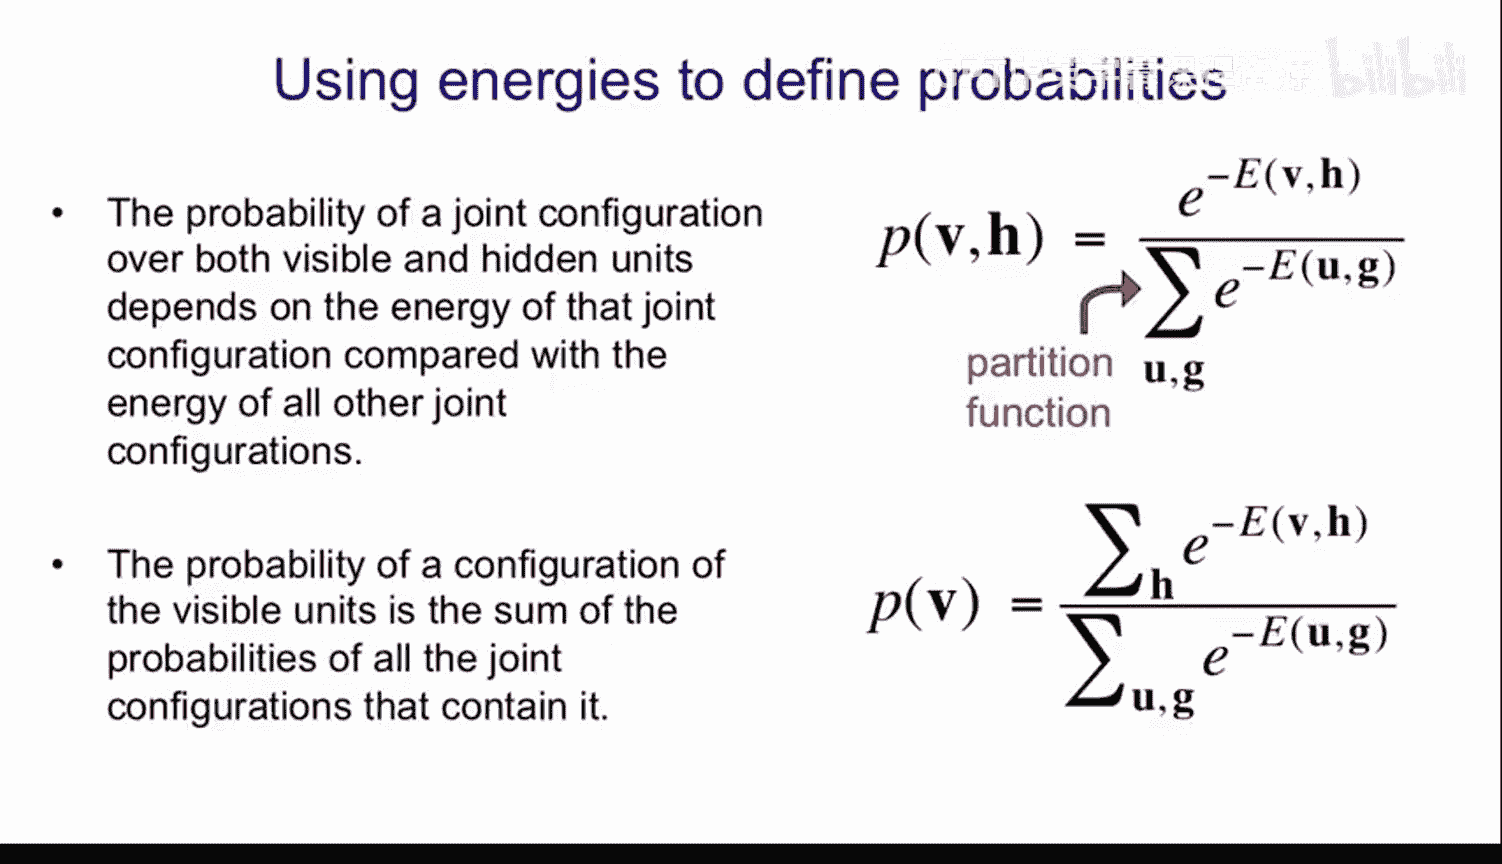 Using energies to define probabilities
bilibili
• The probability of a joint configuration
over both visible and hidden units
depends on the energy of that joint
configuration compared with the
energy of all other joint
configurations.
p(v,h) = e^{-E(v,h)} / ∑_{u,g} e^{-E(u,g)}
partition
function
• The probability of a configuration of
the visible units is the sum of the
probabilities of all the joint
configurations that contain it.
p(v) = ∑_h e^{-E(v,h)} / ∑_{u,g} e^{-E(u,g)}